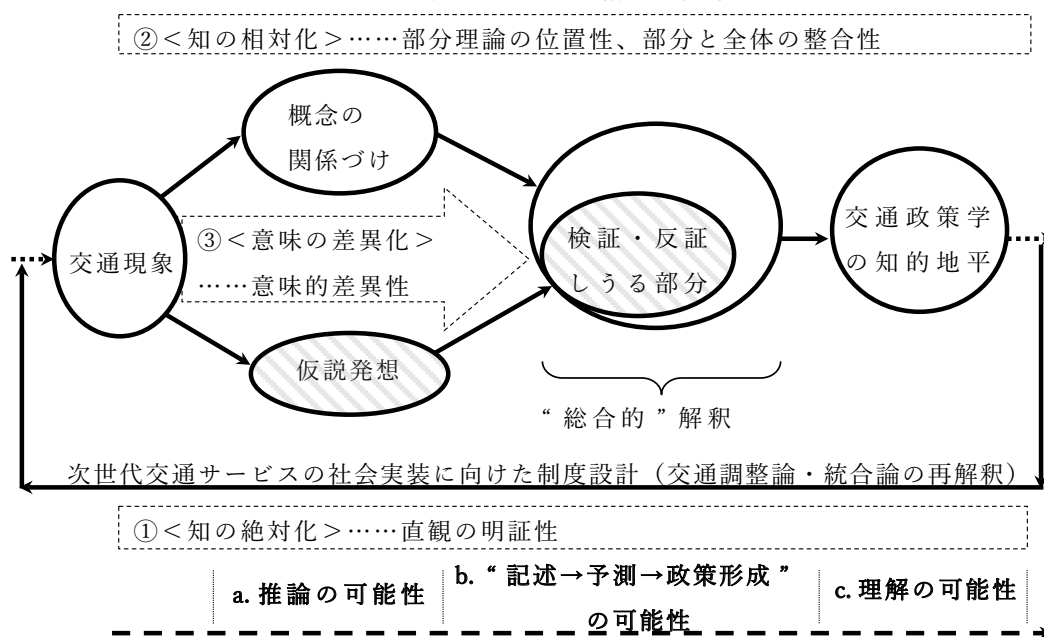 ②＜知の相対化＞……部分理論の位置性、部分と全体の整合性
概念の
関係づけ
交通現象
③＜意味の差異化＞
……意味的差異性
仮説発想
検証・反証
しうる部分
交通政策学
の知的地平
“総合的”解釈
次世代交通サービスの社会実装に向けた制度設計（交通調整論・統合論の再解釈）
①＜知の絶対化＞……直観の明証性
a. 推論の可能性
b. “記述→予測→政策形成”
の可能性
c. 理解の可能性